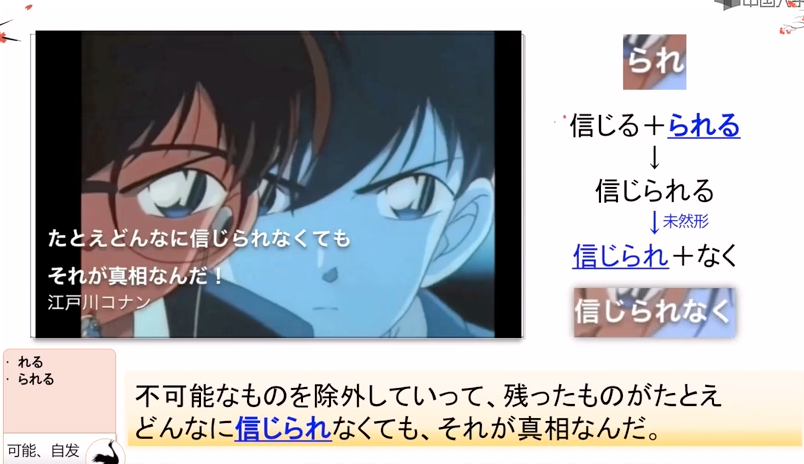 られ
信じる＋られる
↓
信じられる
↓未然形
信じられ＋なく
信じられなく
たとえどんなに信じられなくても
それが真相なんだ！
江戸川コナン
・ れる
・ られる
可能、自发
不可能なものを除外していって、残ったものがたとえ
どんなに信じられなくても、それが真相なんだ。